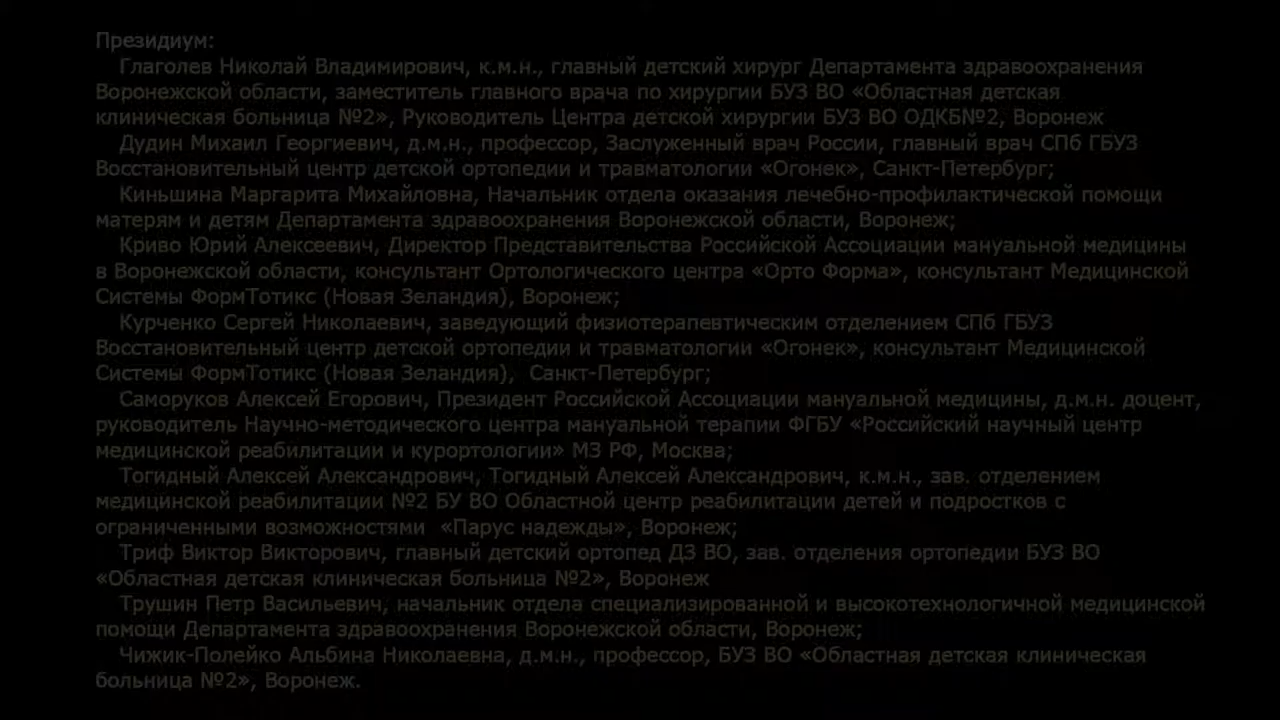 Президиум:
Глаголев Николай Владимирович, к.м.н., главный детский хирург Департамента здравоохранения
Воронежской области, заместитель главного врача по хирургии БУЗ ВО «Областная детская
клиническая больница №2», Руководитель Центра детской хирургии БУЗ ВО ОДКБ№2, Воронеж
Дудин Михаил Георгиевич, д.м.н., профессор, Заслуженный врач России, главный врач СПб ГБУЗ
Восстановительный центр детской ортопедии и травматологии «Огонек», Санкт-Петербург;
Киньшина Маргарита Михайловна, Начальник отдела оказания лечебно-профилактической помощи
матерям и детям Департамента здравоохранения Воронежской области, Воронеж;
Криво Юрий Алексеевич, Директор Представительства Российской Ассоциации мануальной медицины
в Воронежской области, консультант Ортологического центра «Орто Форма», консультант Медицинской
Системы ФормТотикс (Новая Зеландия), Воронеж;
Курченко Сергей Николаевич, заведующий физиотерапевтическим отделением СПб ГБУЗ
Восстановительный центр детской ортопедии и травматологии «Огонек», консультант Медицинской
Системы ФормТотикс (Новая Зеландия),  Санкт-Петербург;
Саморуков Алексей Егорович, Президент Российской Ассоциации мануальной медицины, д.м.н. доцент,
руководитель Научно-методического центра мануальной терапии ФГБУ «Российский научный центр
медицинской реабилитации и курортологии» МЗ РФ, Москва;
Тогидный Алексей Александрович, Тогидный Алексей Александрович, к.м.н., зав. отделением
медицинской реабилитации №2 БУ ВО Областной центр реабилитации детей и подростков с
ограниченными возможностями  «Парус надежды», Воронеж;
Триф Виктор Викторович, главный детский ортопед ДЗ ВО, зав. отделения ортопедии БУЗ ВО
«Областная детская клиническая больница №2», Воронеж
Трушин Петр Васильевич, начальник отдела специализированной и высокотехнологичной медицинской
помощи Департамента здравоохранения Воронежской области, Воронеж;
Чижик-Полейко Альбина Николаевна, д.м.н., профессор, БУЗ ВО «Областная детская клиническая
больница №2», Воронеж.